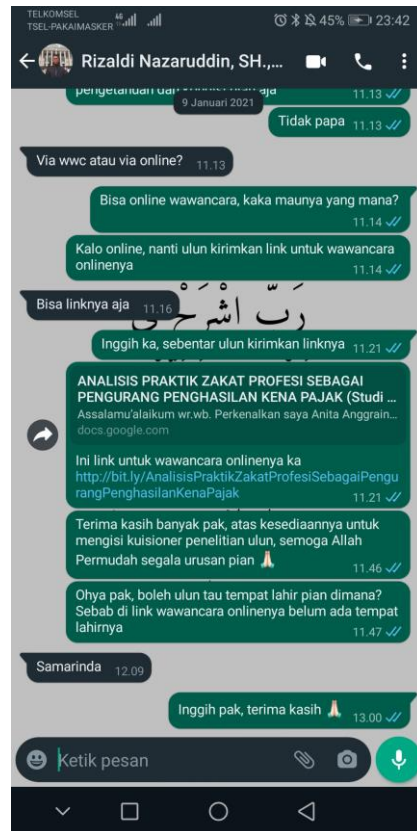 TELKOMSEL
TSEL-PAKAIMASKER 4G 45% 23:42
Rizaldi Nazaruddin, SH.,...
pengetahuan dan aja
11.13
9 Januari 2021
Tidak papa 11.13
Via wwc atau via online? 11.13
Bisa online wawancara, kaka maunya yang mana?
11.14
Kalo online, nanti ulun kirimkan link untuk wawancara
onlinenya 11.14
Bisa linknya aja 11.16
رَبِّ اشْرَحْ لِي
Inggih ka, sebentar ulun kirimkan linknya 11.21
ANALISIS PRAKTIK ZAKAT PROFESI SEBAGAI
PENGURANG PENGHASILAN KENA PAJAK (Studi ...
Assalamu'alaikum wr.wb. Perkenalkan saya Anita Anggrain...
docs.google.com
Ini link untuk wawancara onlinenya ka
http://bit.ly/AnalisisPraktikZakatProfesiSebagaiPengu
rangPenghasilanKenaPajak 11.21
Terima kasih banyak pak, atas kesediaannya untuk
mengisi kuisioner penelitian ulun, semoga Allah
Permudah segala urusan pian 🙏🏻 11.46
Ohya pak, boleh ulun tau tempat lahir pian dimana?
Sebab di link wawancara onlinenya belum ada tempat
lahirnya 11.47
Samarinda 12.09
Inggih pak, terima kasih 🙏🏻 13.00
Ketik pesan